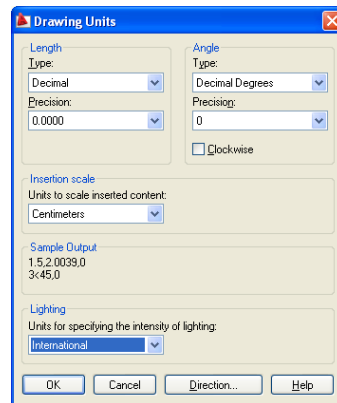 Drawing Units
Length
Type:
Decimal
Precision:
0.0000
Angle
Type:
Decimal Degrees
Precision:
0
Clockwise
Insertion scale
Units to scale inserted content:
Centimeters
Sample Output
1.5,2.0039,0
3<45,0
Lighting
Units for specifying the intensity of lighting:
International
OK Cancel Direction... Help